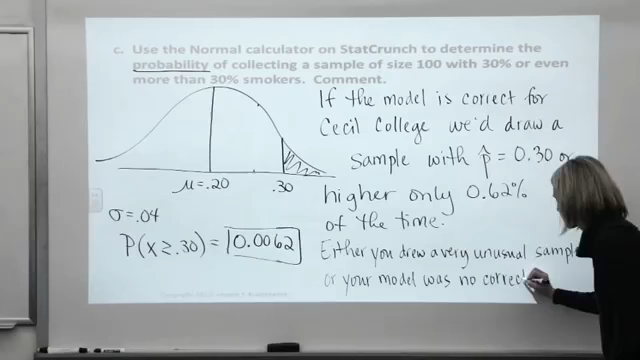 c. Use the Normal calculator on StatCrunch to determine the
probability of collecting a sample of size 100 with 30% or even
more than 30% smokers. Comment.
If the model is correct for
Cecil College we'd draw a
sample with p̂ = 0.30 or
higher only 0.62%
of the time.
Either you drew a very unusual sample
or your model was no correct
μ=.20 .30
σ=.04
P(X ≥ .30) = 0.0062